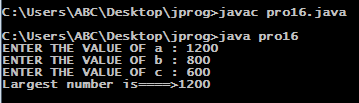 C:\Users\ABC\Desktop\jprog>javac pro16.java
C:\Users\ABC\Desktop\jprog>java pro16
ENTER THE VALUE OF a : 1200
ENTER THE VALUE OF b : 800
ENTER THE VALUE OF c : 600
Largest number is====>1200